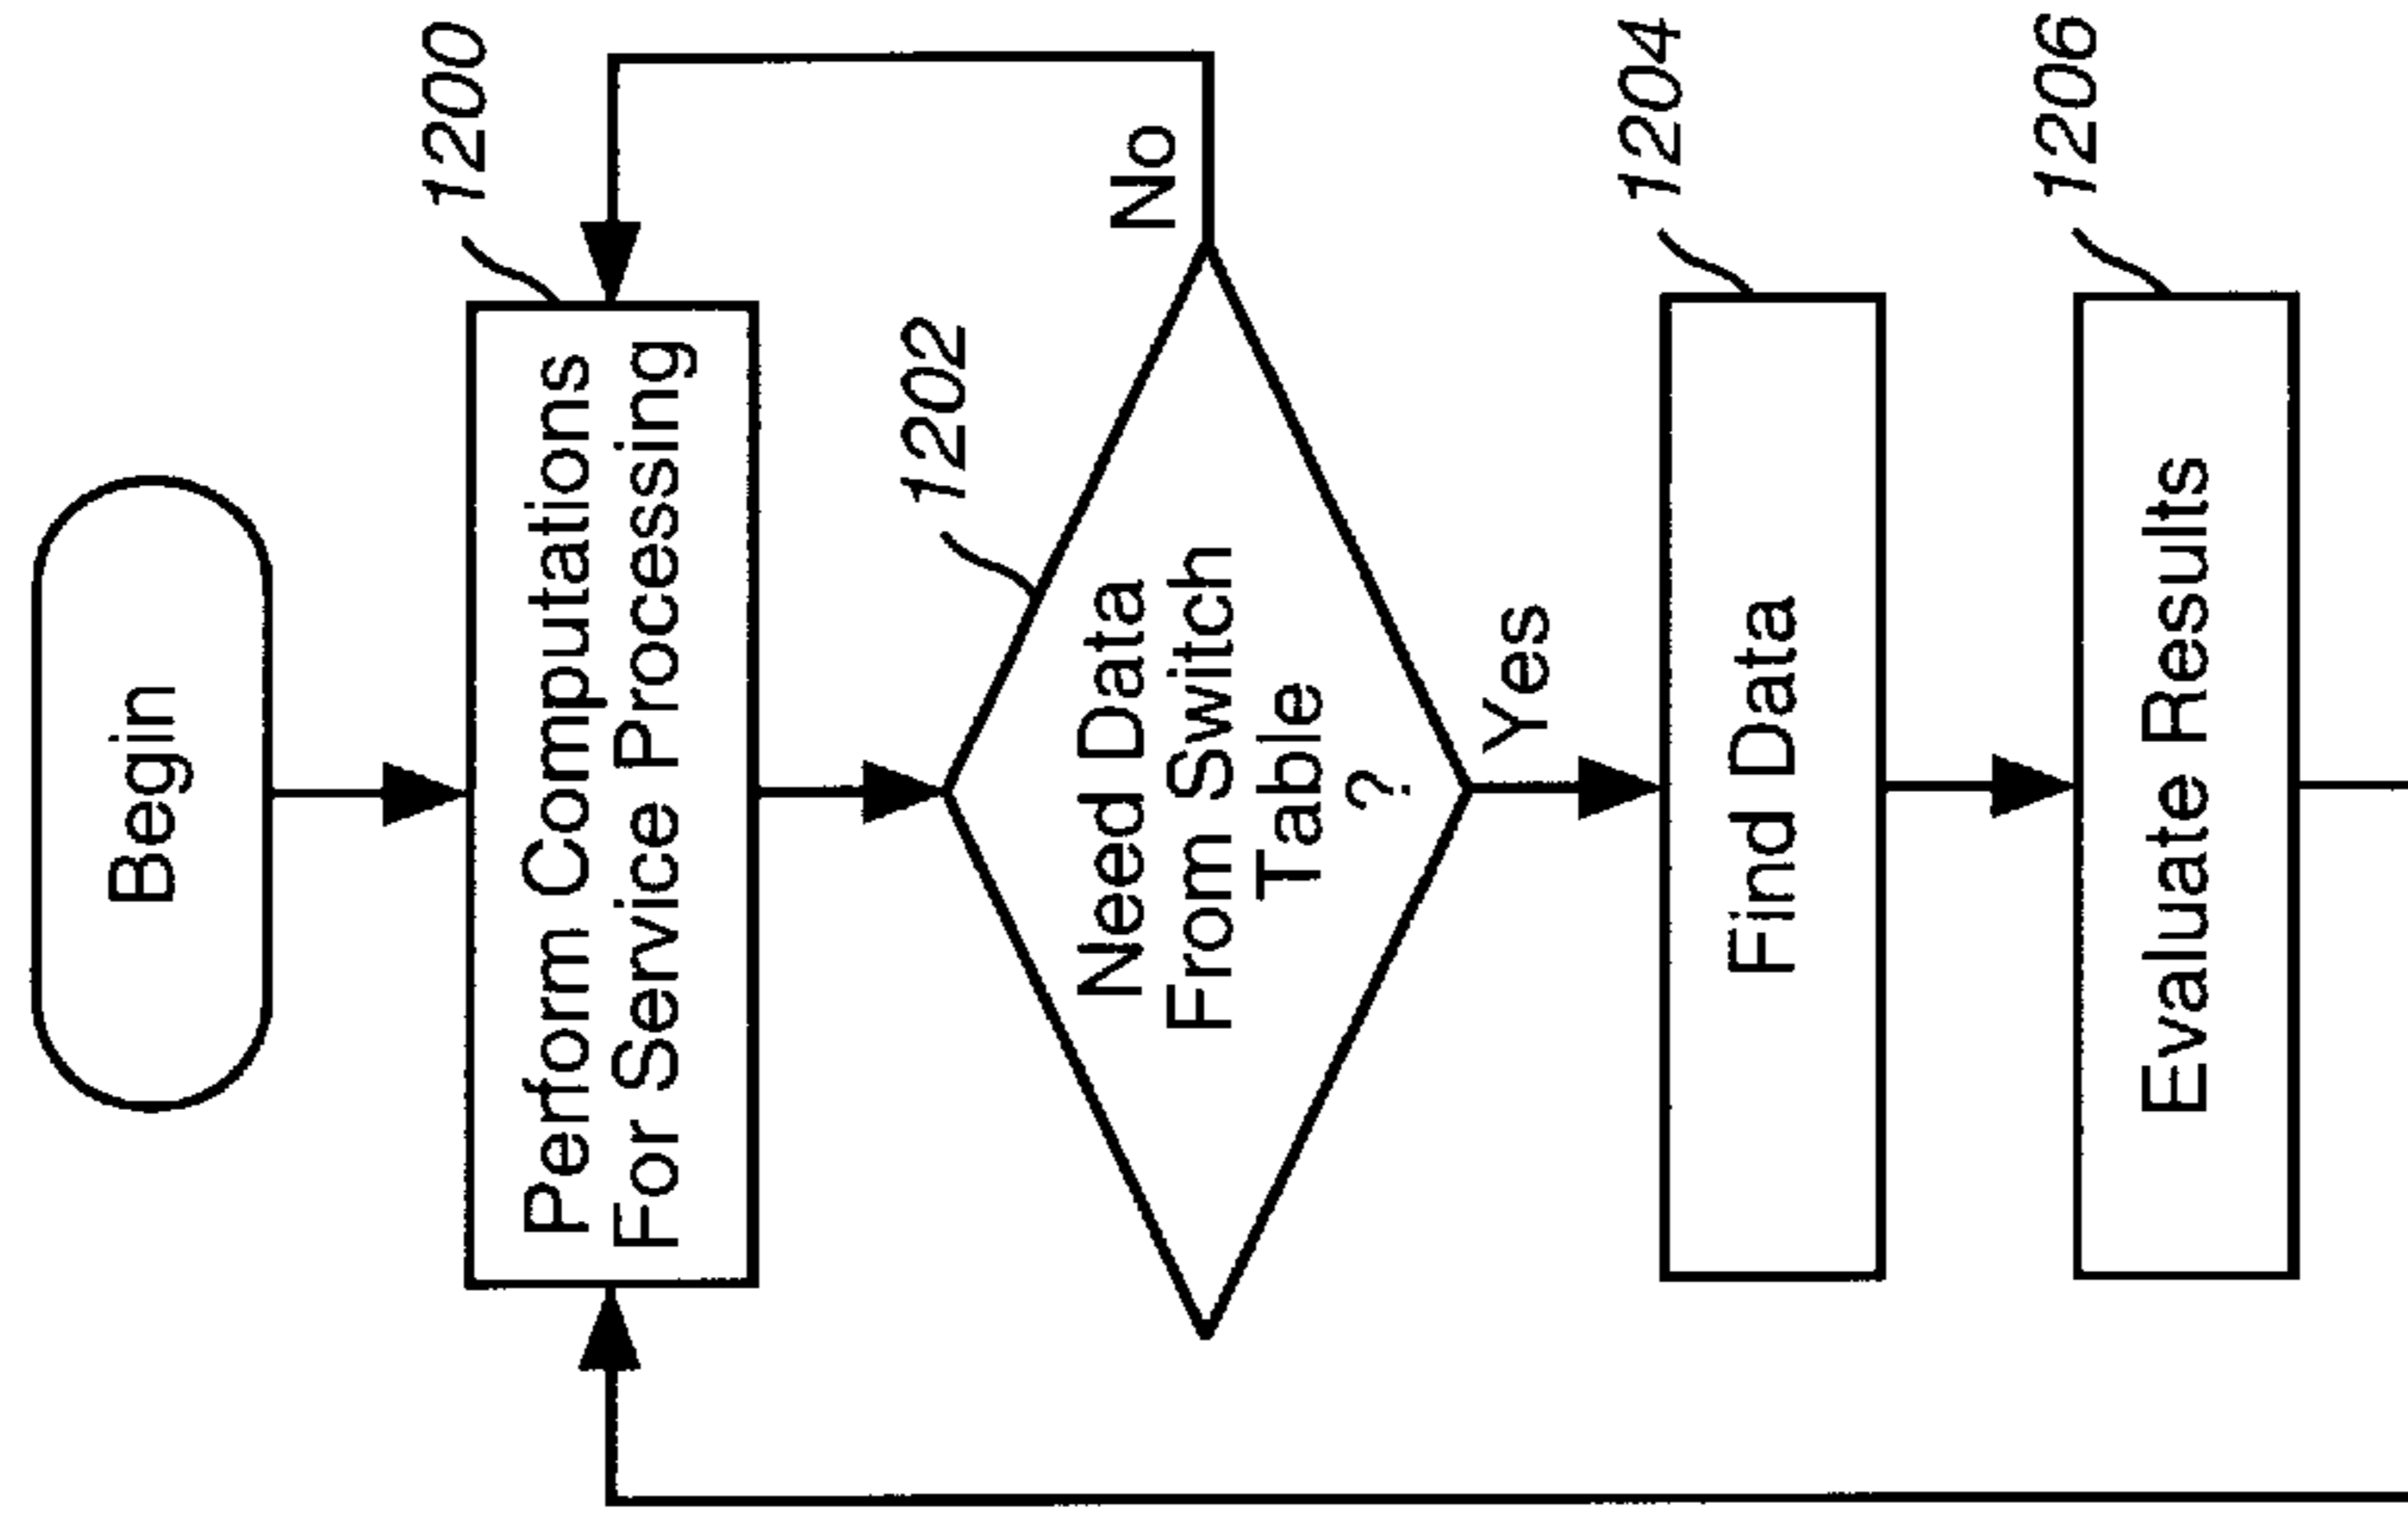 Begin
1200
Perform Computations
For Service Processing
1202
Need Data
From Switch
Table
?
No
Yes
1204
Find Data
1206
Evaluate Results